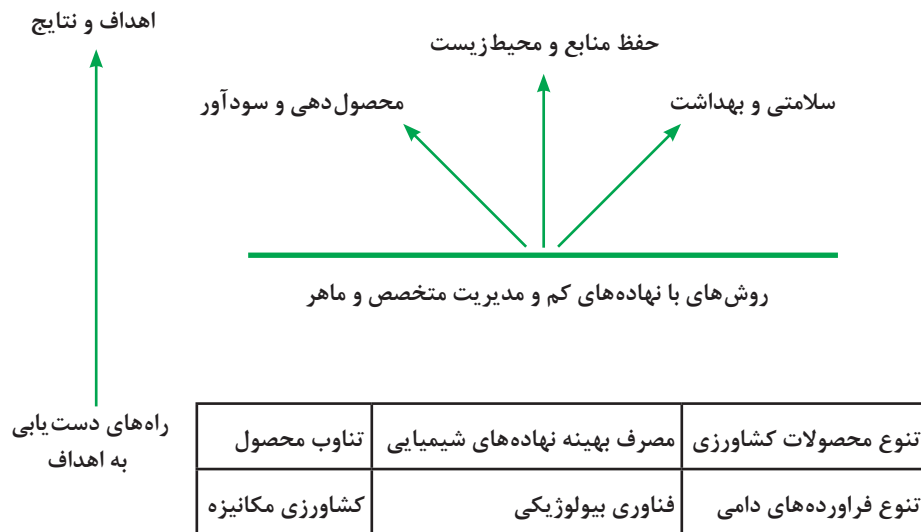 اهداف و نتایج
حفظ منابع و محیط‌زیست
سلامتی و بهداشت
محصول‌دهی و سودآور
روش‌های با نهاده‌های کم و مدیریت متخصص و ماهر
راه‌های دست‌یابی
به اهداف
تنوع محصولات کشاورزی مصرف بهینه نهاده‌های شیمیایی تناوب محصول
تنوع فراورده‌های دامی فناوری بیولوژیکی کشاورزی مکانیزه